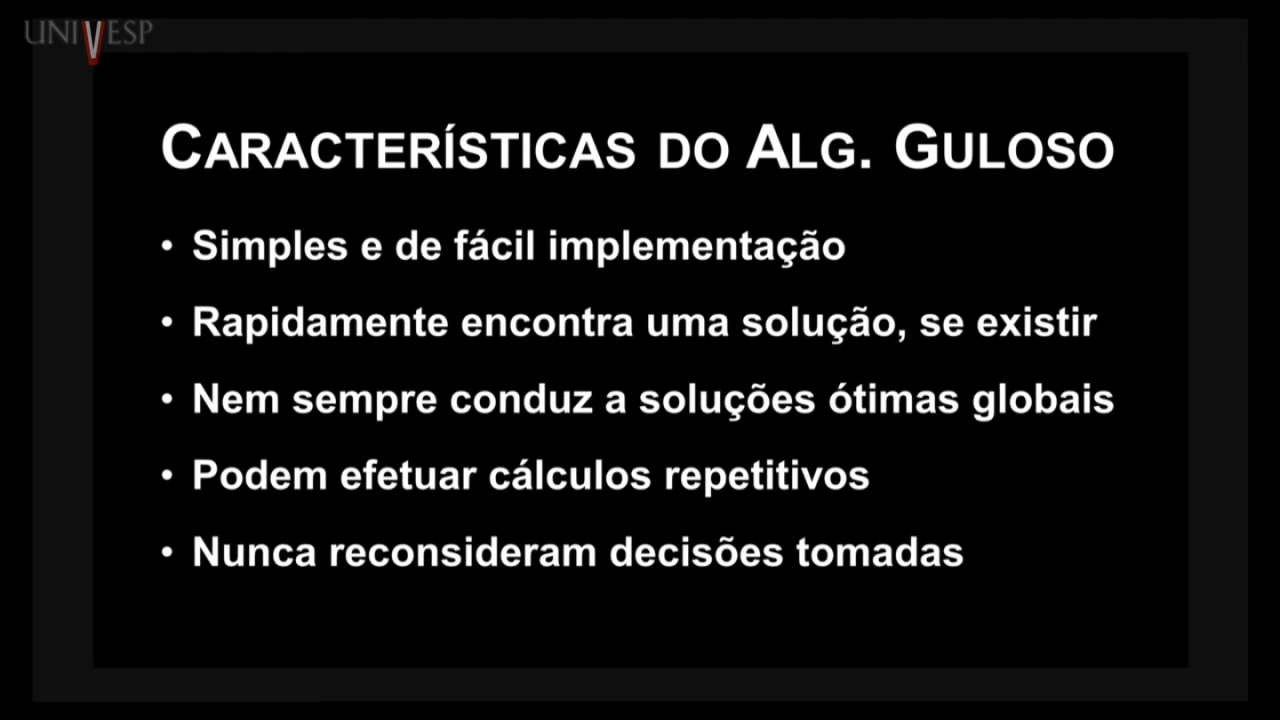 UNIVESP
CARACTERÍSTICAS DO ALG. GULOSO
• Simples e de fácil implementação
• Rapidamente encontra uma solução, se existir
• Nem sempre conduz a soluções ótimas globais
• Podem efetuar cálculos repetitivos
• Nunca reconsideram decisões tomadas